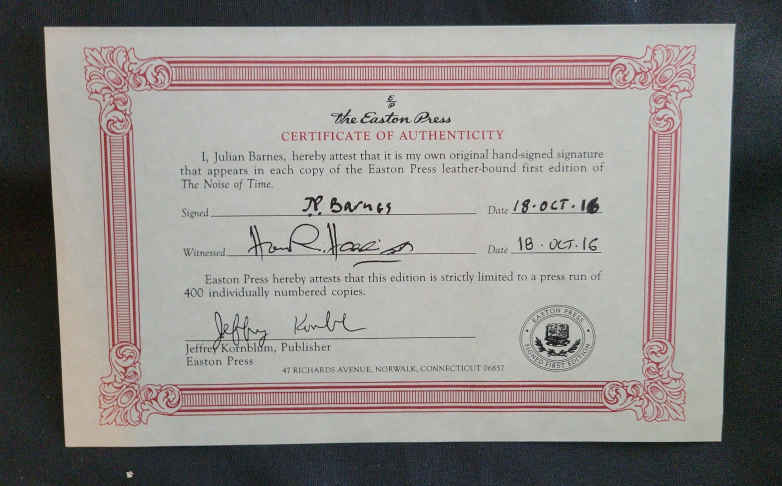 EP
The Easton Press
CERTIFICATE OF AUTHENTICITY
I, Julian Barnes, hereby attest that it is my own original hand-signed signature
that appears in each copy of the Easton Press leather-bound first edition of
The Noise of Time.
Signed J.P. Barnes Date 18.OCT.16
Witnessed Date 18.OCT.16
Easton Press hereby attests that this edition is strictly limited to a press run of
400 individually numbered copies.
Jeffrey Kornblum
Jeffrey Kornblum, Publisher
Easton Press
47 RICHARDS AVENUE, NORWALK, CONNECTICUT 06857
EASTON PRESS
SIGNED FIRST EDITION